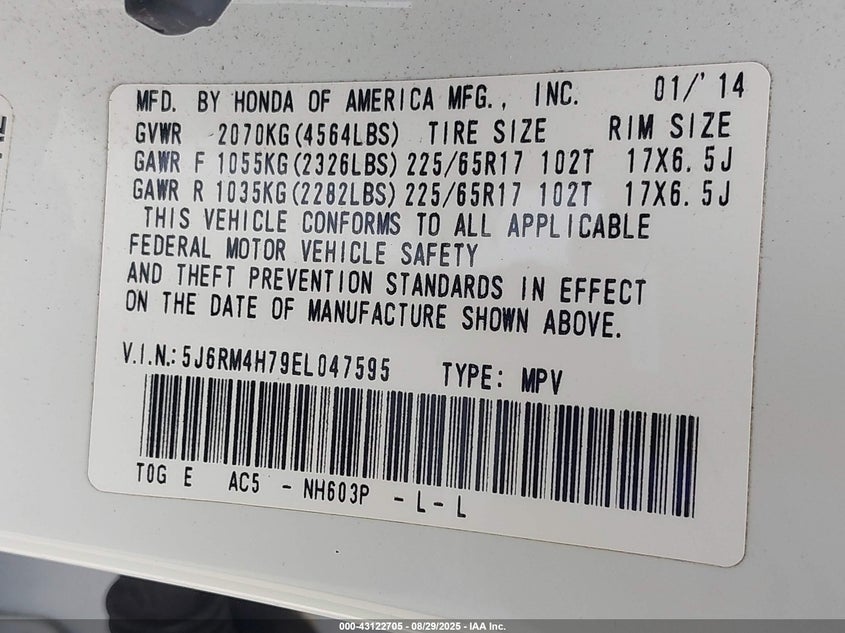 MFD. BY HONDA OF AMERICA MFG., INC. 01/'14
GVWR 2070KG(4564LBS) TIRE SIZE RIM SIZE
GAWR F 1055KG(2326LBS) 225/65R17 102T 17X6.5J
GAWR R 1035KG(2282LBS) 225/65R17 102T 17X6.5J
THIS VEHICLE CONFORMS TO ALL APPLICABLE
FEDERAL MOTOR VEHICLE SAFETY
AND THEFT PREVENTION STANDARDS IN EFFECT
ON THE DATE OF MANUFACTURE SHOWN ABOVE.
V.I.N.:5J6RM4H79EL047595 TYPE: MPV
T0G E AC5 - NH603P - L - L
000-43122705 - 08/29/2025 - IAA Inc.